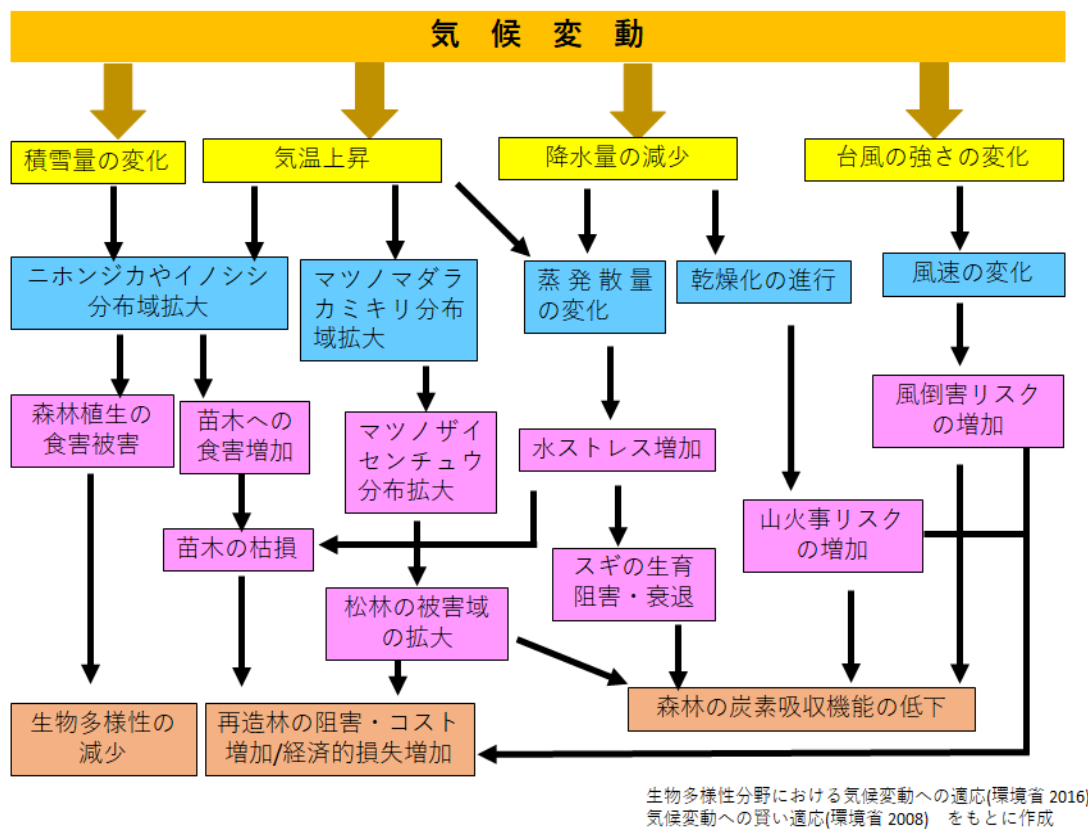 気 候 変 動
積雪量の変化
気温上昇
降水量の減少
台風の強さの変化
ニホンジカやイノシシ
分布域拡大
マツノマダラ
カミキリ分布
域拡大
蒸発散量
の変化
乾燥化の進行
風速の変化
森林植生の
食害被害
苗木への
食害増加
マツノザイ
センチュウ
分布拡大
水ストレス増加
風倒害リスク
の増加
苗木の枯損
スギの生育
阻害・衰退
山火事リスク
の増加
松林の被害域
の拡大
生物多様性の
減少
再造林の阻害・コスト
増加/経済的損失増加
森林の炭素吸収機能の低下
生物多様性分野における気候変動への適応(環境省 2016)
気候変動への賢い適応(環境省 2008) をもとに作成